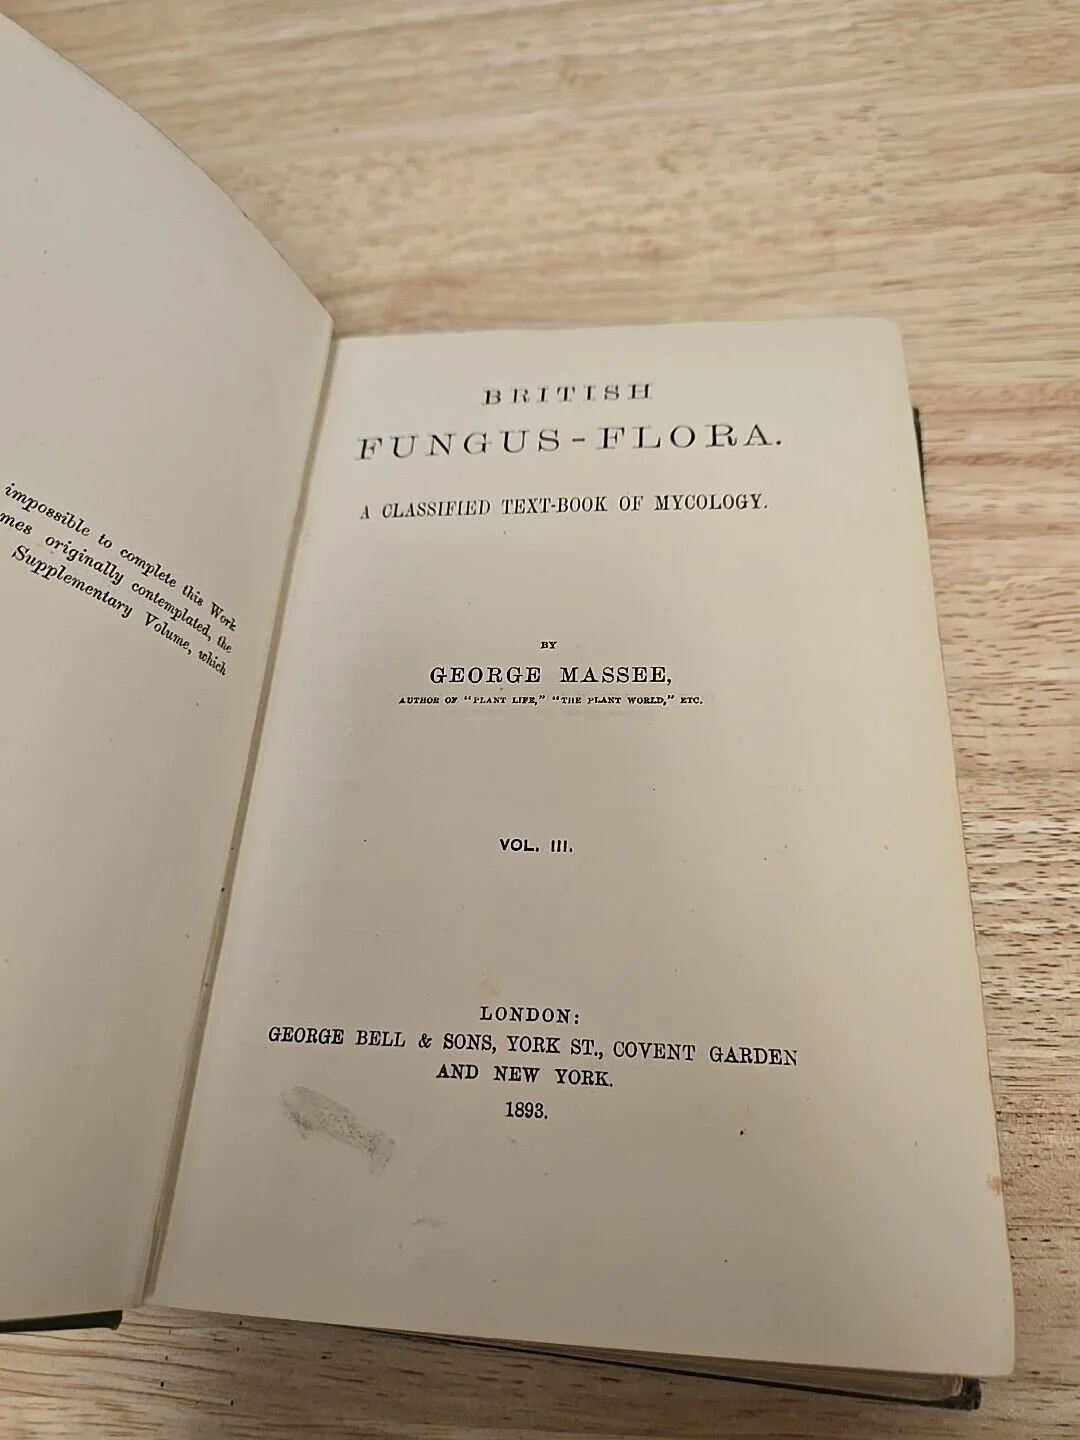 impossible to complete this Work
mes originally contemplated, the
Supplementary Volume, which
BRITISH
FUNGUS-FLORA.
A CLASSIFIED TEXT-BOOK OF MYCOLOGY.
BY
GEORGE MASSEE,
AUTHOR OF "PLANT LIFE," "THE PLANT WORLD," ETC.
VOL. III.
LONDON:
GEORGE BELL & SONS, YORK ST., COVENT GARDEN
AND NEW YORK.
1893.